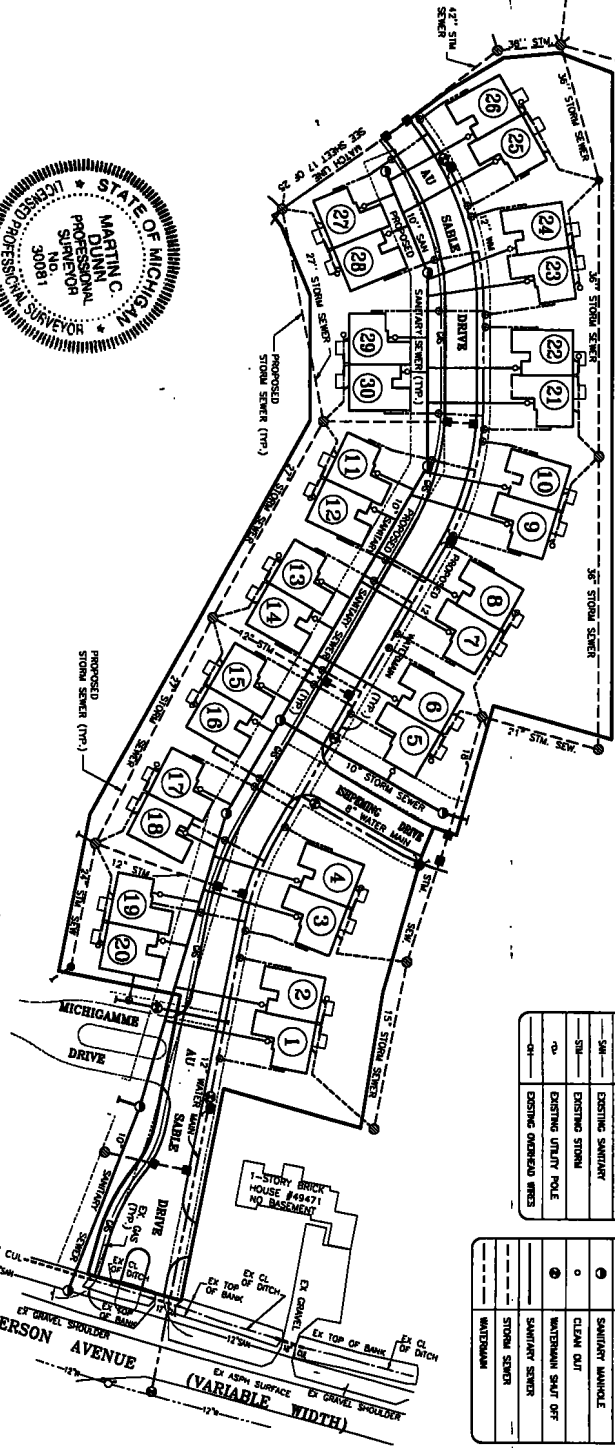 42" STM
SEWER
36" STORM SEWER
36" STORM SEWER
36" STORM SEWER
21" STM. SEW.
MATCH LINE
SEE SHEET 17 OF 25
26
25
24
23
22
21
10
9
8
7
6
5
4
3
2
1
27
28
29
30
11
12
13
14
15
16
17
18
19
20
AU
SABLE
DRIVE
10" SAN
PROPOSED
SANITARY SEWER (TYP.)
27" STORM SEWER
PROPOSED
STORM SEWER (TYP.)
27" STORM SEWER
PROPOSED
10" SANITARY
SANITARY SEWER
(TYP.)
PROPOSED
12"
WATERMAIN
(TYP.)
12" STM
27" STORM
SEWER
PROPOSED
STORM SEWER (TYP.)
18"
10" STORM SEWER
ISHPEMING DRIVE
8" WATER MAIN
STM.
SEW.
15" STORM SEWER
12" STM
27" STM SEW
MICHIGAMME
DRIVE
AU
SABLE
DRIVE
12" WATER MAIN
EX. GAS
(TYP.)
10"
SANITARY
SEWER
1-STORY BRICK
HOUSE #49471
NO BASEMENT
EX GRAVEL
EX TOP
OF BANK
EX CL
OF DITCH
EX CL
OF DITCH
EX TOP
OF BANK
EX TOP OF BANK
EX CL
OF DITCH
EX GRAVEL SHOULDER
EX ASPH SURFACE
EX GRAVEL SHOULDER
12"SAN
12"W
12"W
CUL
ERSON AVENUE
(VARIABLE WIDTH)
STATE OF MICHIGAN
MARTIN C.
DUNN
PROFESSIONAL
SURVEYOR
No.
30081
LICENSED PROFESSIONAL SURVEYOR
SAN EXISTING SANITARY
STM EXISTING STORM
EXISTING UTILITY POLE
OH EXISTING OVERHEAD WIRES
SANITARY MANHOLE
CLEAN OUT
WATERMAIN SHUT OFF
SANITARY SEWER
STORM SEWER
WATERMAIN